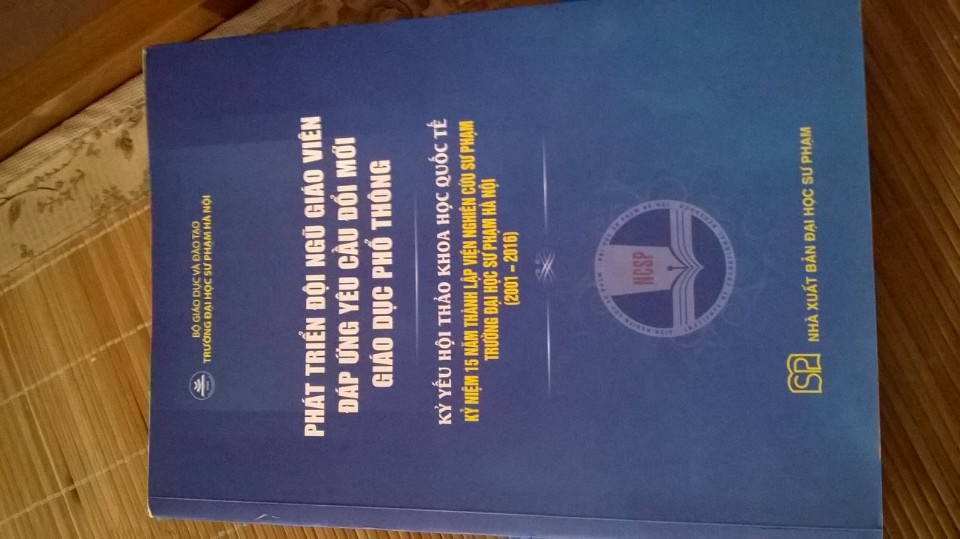 BỘ GIÁO DỤC VÀ ĐÀO TẠO
TRƯỜNG ĐẠI HỌC SƯ PHẠM HÀ NỘI
PHÁT TRIỂN ĐỘI NGŨ GIÁO VIÊN
ĐÁP ỨNG YÊU CẦU ĐỔI MỚI
GIÁO DỤC PHỔ THÔNG
KỶ YẾU HỘI THẢO KHOA HỌC QUỐC TẾ
KỶ NIỆM 15 NĂM THÀNH LẬP VIỆN NGHIÊN CỨU SƯ PHẠM
TRƯỜNG ĐẠI HỌC SƯ PHẠM HÀ NỘI
(2001 - 2016)
NCSP
NHÀ XUẤT BẢN ĐẠI HỌC SƯ PHẠM